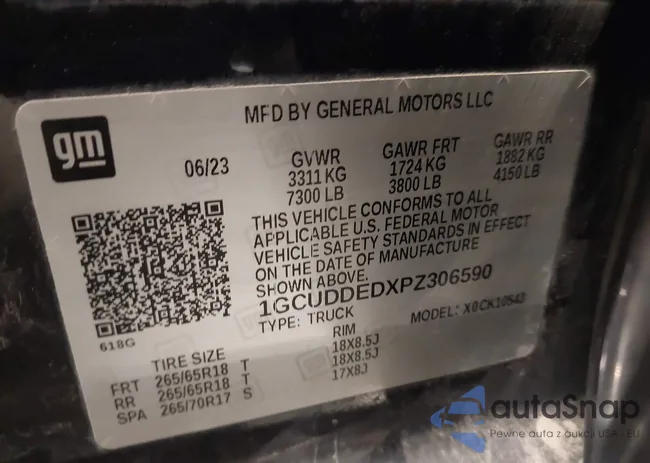 MFD BY GENERAL MOTORS LLC
gm
06/23
GVWR GAWR FRT GAWR RR
3311 KG 1724 KG 1882 KG
7300 LB 3800 LB 4150 LB
THIS VEHICLE CONFORMS TO ALL
APPLICABLE U.S. FEDERAL MOTOR
VEHICLE SAFETY STANDARDS IN EFFECT
ON THE DATE OF MANUFACTURE
SHOWN ABOVE.
1GCUDDEDXPZ306590
TYPE: TRUCK MODEL: X0CK10543
618G
TIRE SIZE RIM
FRT 265/65R18 T 18X8.5J
RR 265/65R18 T 18X8.5J
SPA 265/70R17 S 17X8J
autaSnap
Pewne auta z aukcji USA - EU